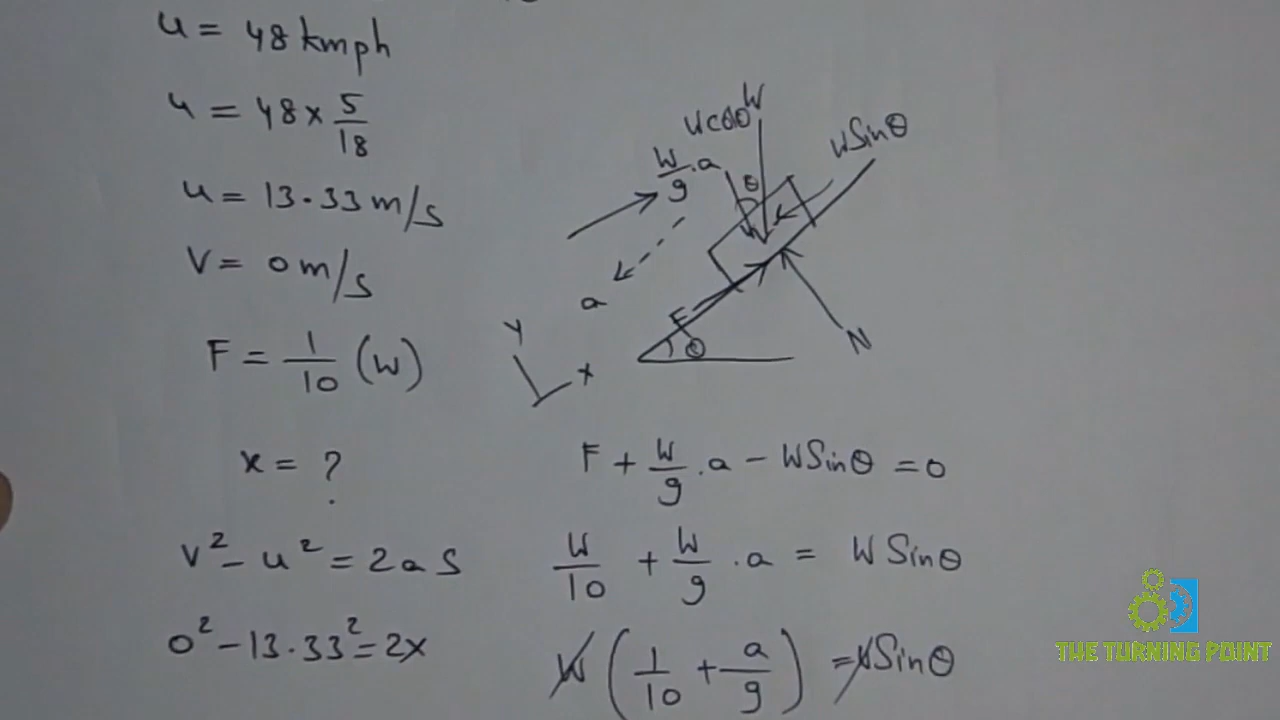 u = 48 kmph
u = 48 × 5/18
u = 13.33 m/s
V = 0 m/s
F = 1/10 (W)
x = ?
V² - u² = 2as
0² - 13.33² = 2x
W
ucosθ
WSinθ
W/g .a
θ
a
F
θ
N
Y
x
F + W/g .a - WSinθ = 0
W/10 + W/g .a = WSinθ
W (1/10 + a/g) = WSinθ
THE TURNING POINT